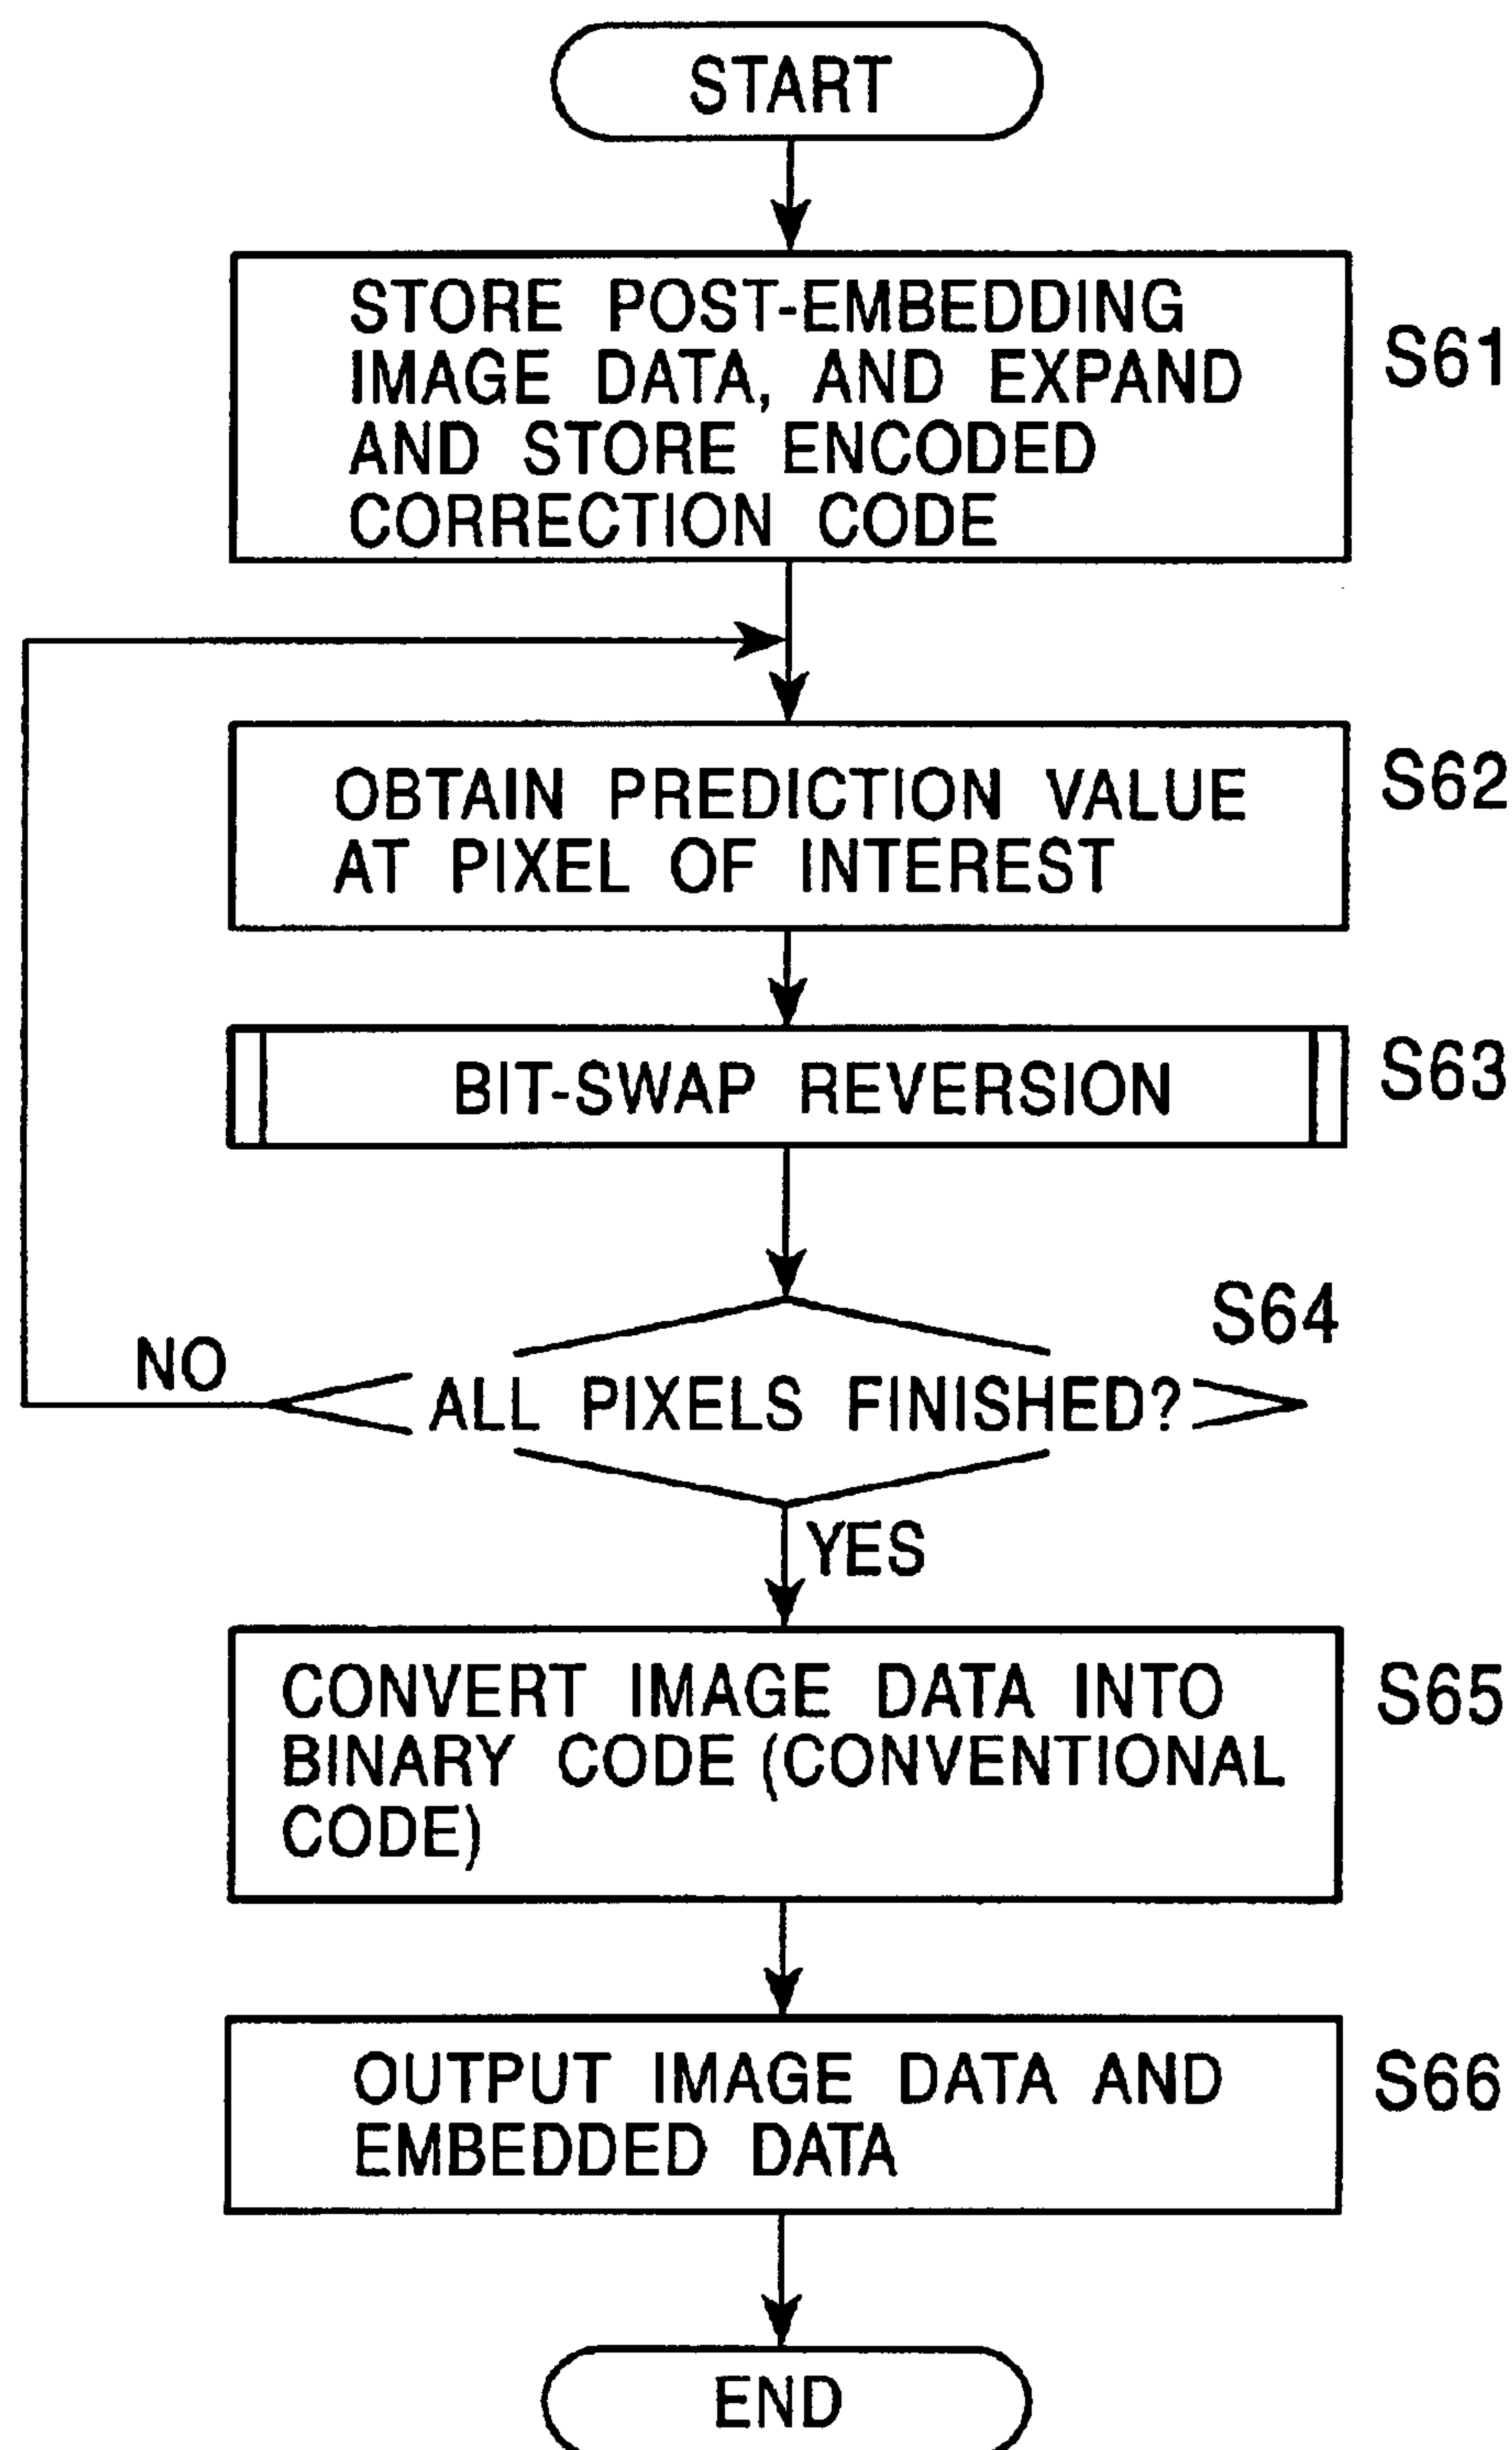 START
STORE POST-EMBEDDING
IMAGE DATA, AND EXPAND
AND STORE ENCODED
CORRECTION CODE
S61
OBTAIN PREDICTION VALUE
AT PIXEL OF INTEREST
S62
BIT-SWAP REVERSION
S63
S64
NO
ALL PIXELS FINISHED?
YES
CONVERT IMAGE DATA INTO
BINARY CODE (CONVENTIONAL
CODE)
S65
OUTPUT IMAGE DATA AND
EMBEDDED DATA
S66
END